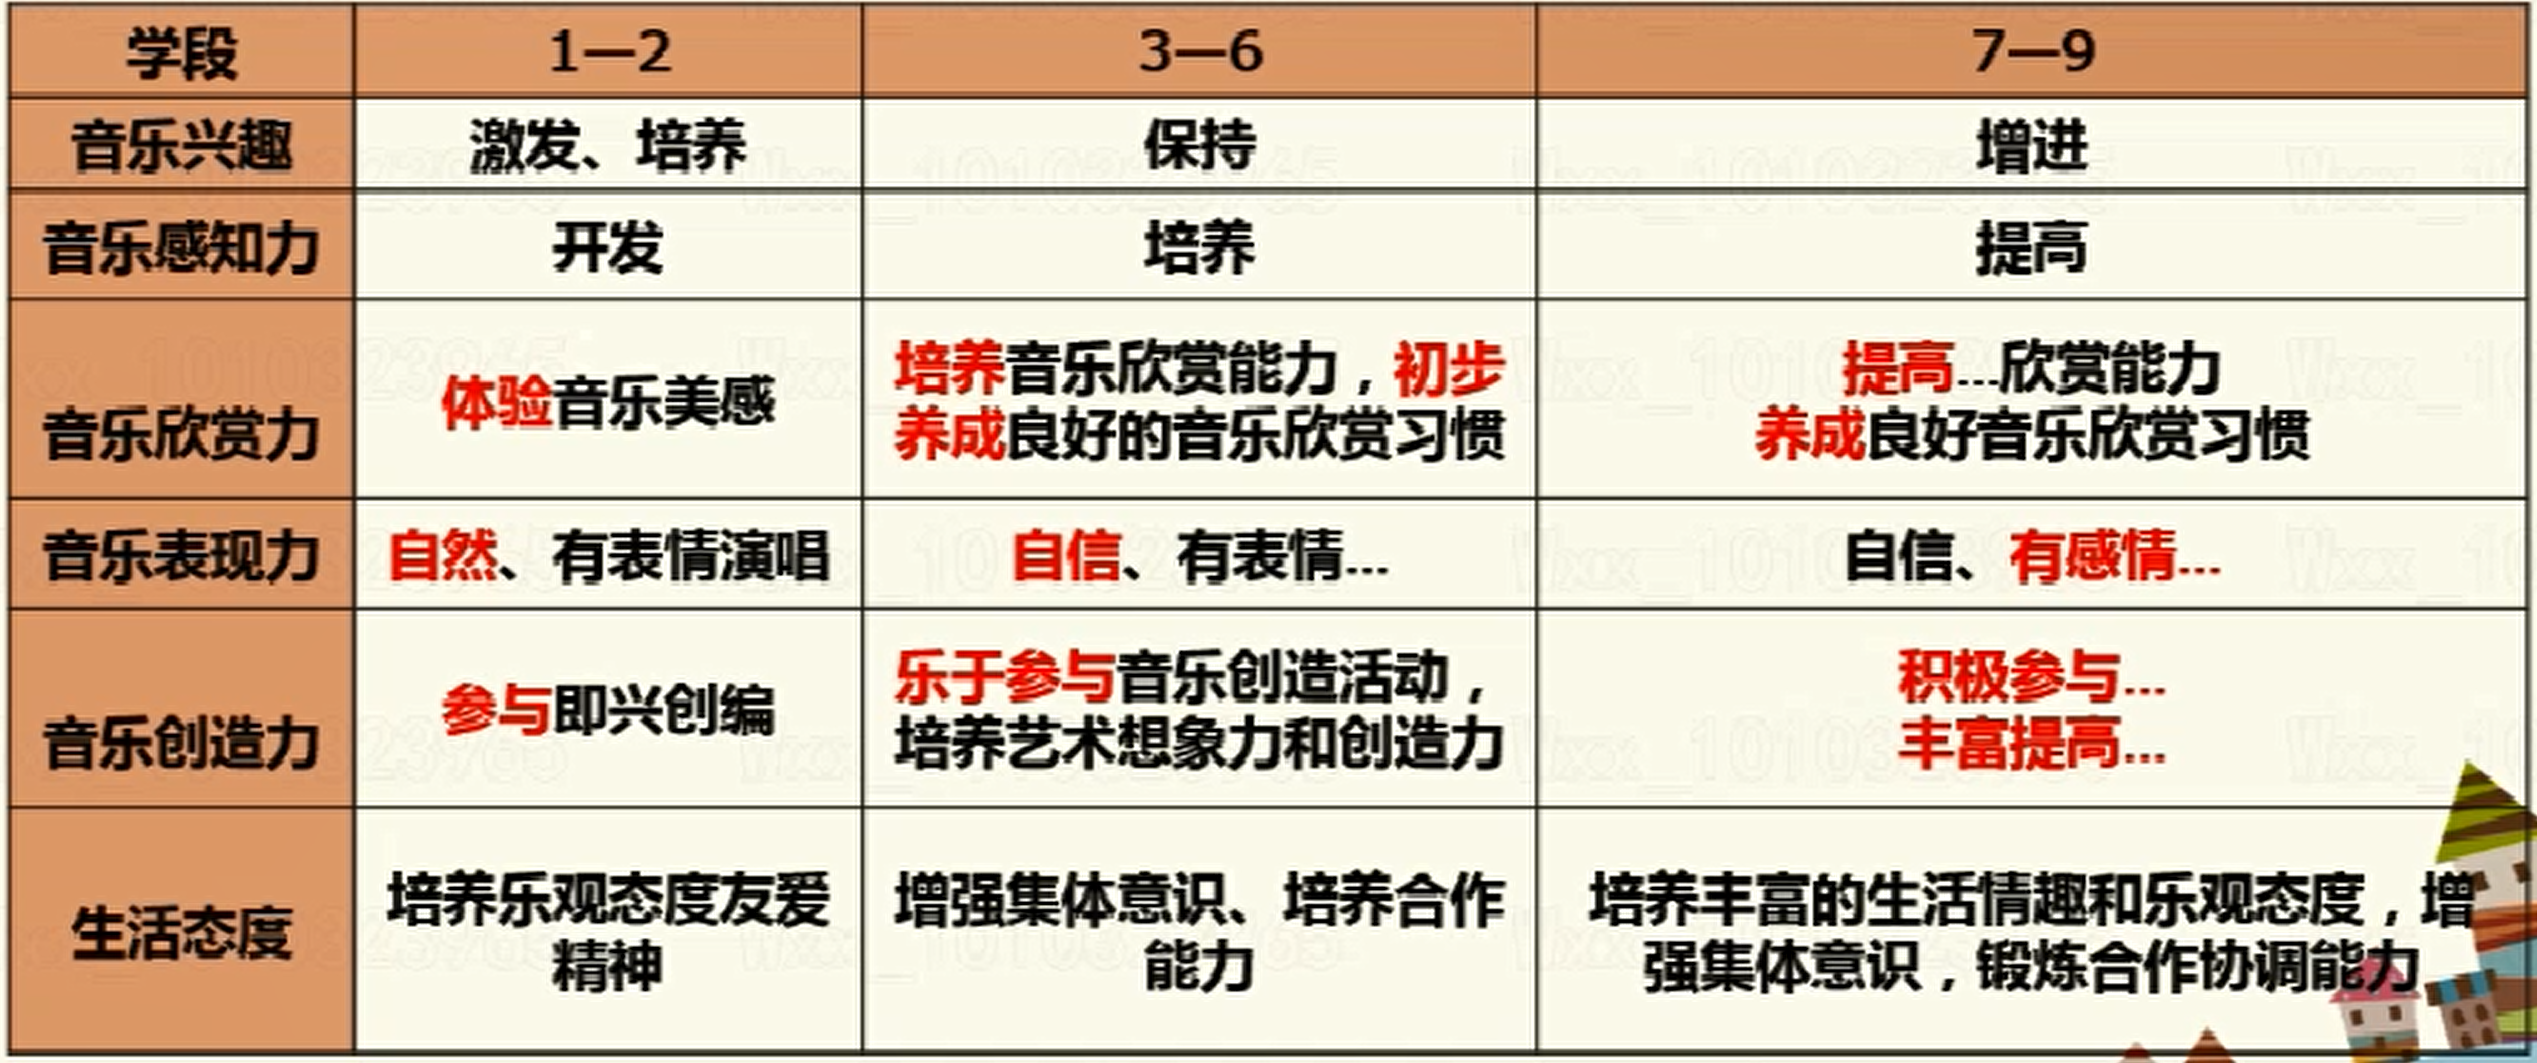 学段 1—2 3—6 7—9
音乐兴趣 激发、培养 保持 增进
音乐感知力 开发 培养 提高
音乐欣赏力 体验音乐美感 培养音乐欣赏能力，初步
养成良好的音乐欣赏习惯 提高...欣赏能力
养成良好音乐欣赏习惯
音乐表现力 自然、有表情演唱 自信、有表情... 自信、有感情...
音乐创造力 参与即兴创编 乐于参与音乐创造活动，
培养艺术想象力和创造力 积极参与...
丰富提高...
生活态度 培养乐观态度友爱
精神 增强集体意识、培养合作
能力 培养丰富的生活情趣和乐观态度，增
强集体意识，锻炼合作协调能力